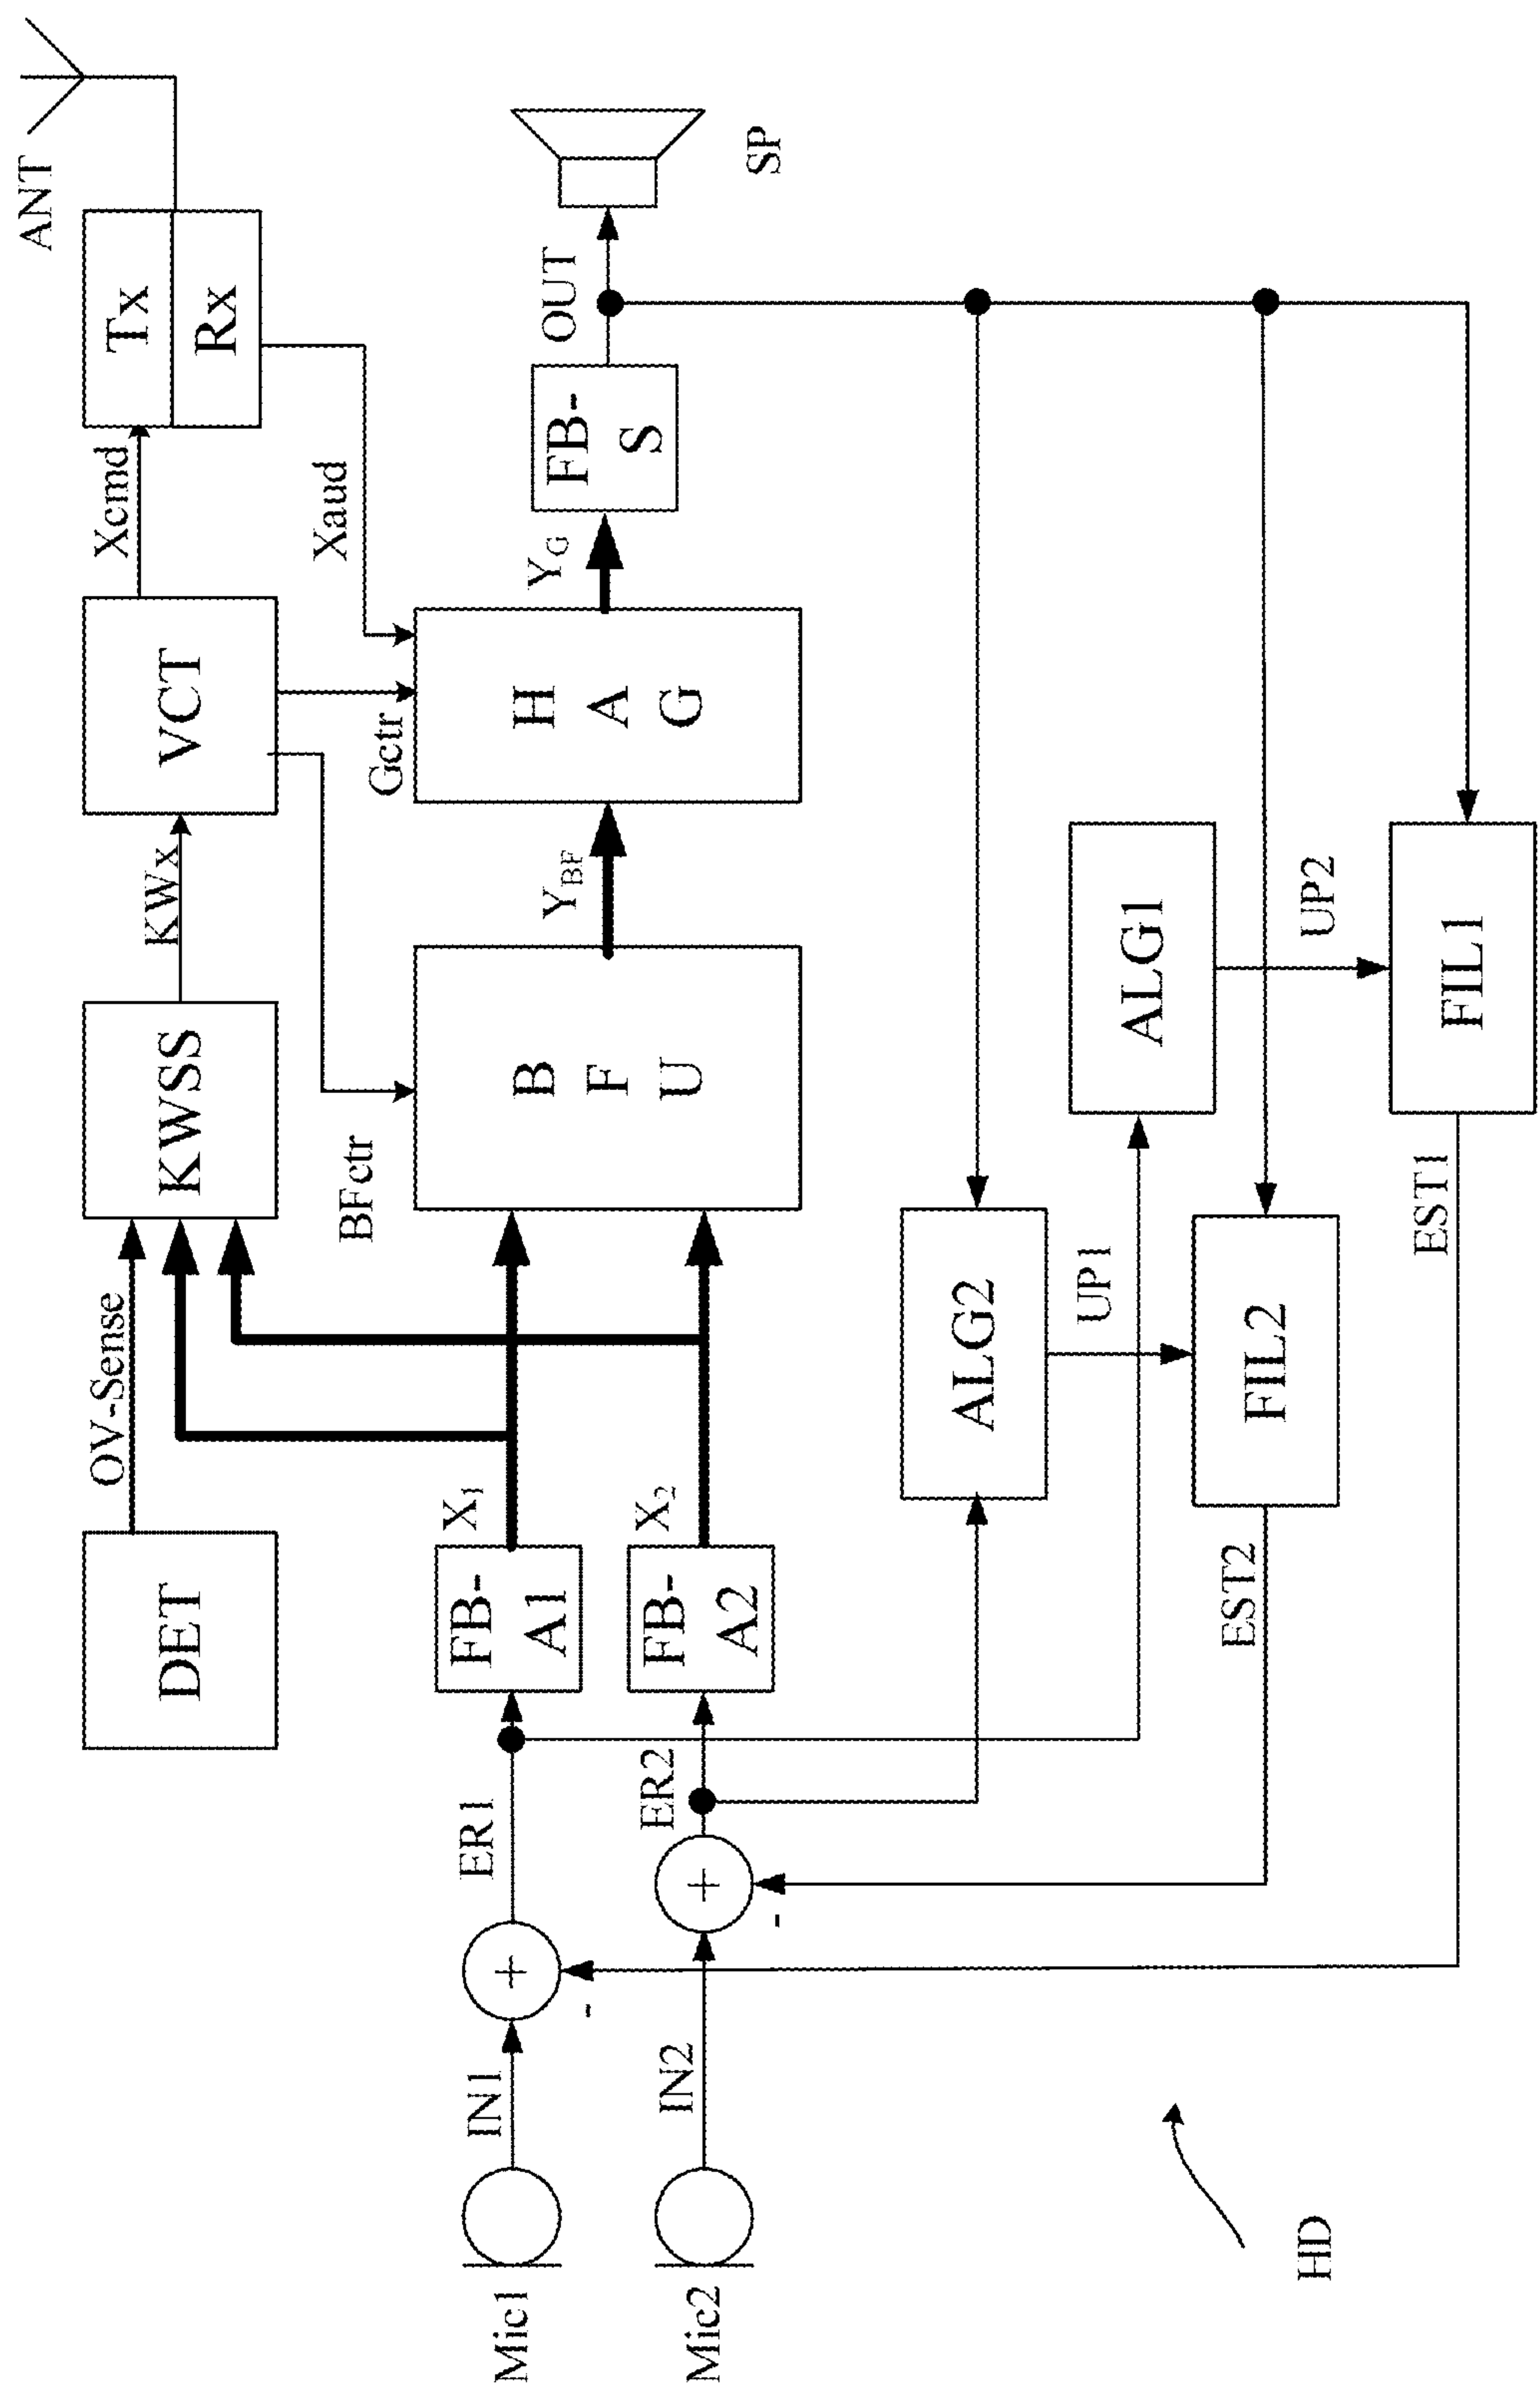 ANT
DET
OV-Sense
KWSS
KWx
VCT
Xcmd
Tx
Rx
Xaud
BFctr
Gctr
Mic1
IN1
+
-
ER1
FB-
A1
X1
B
F
U
YBF
H
A
G
YG
FB-
S
OUT
SP
Mic2
IN2
+
-
ER2
FB-
A2
X2
ALG2
UP1
ALG1
EST2
FIL2
UP2
EST1
FIL1
HD